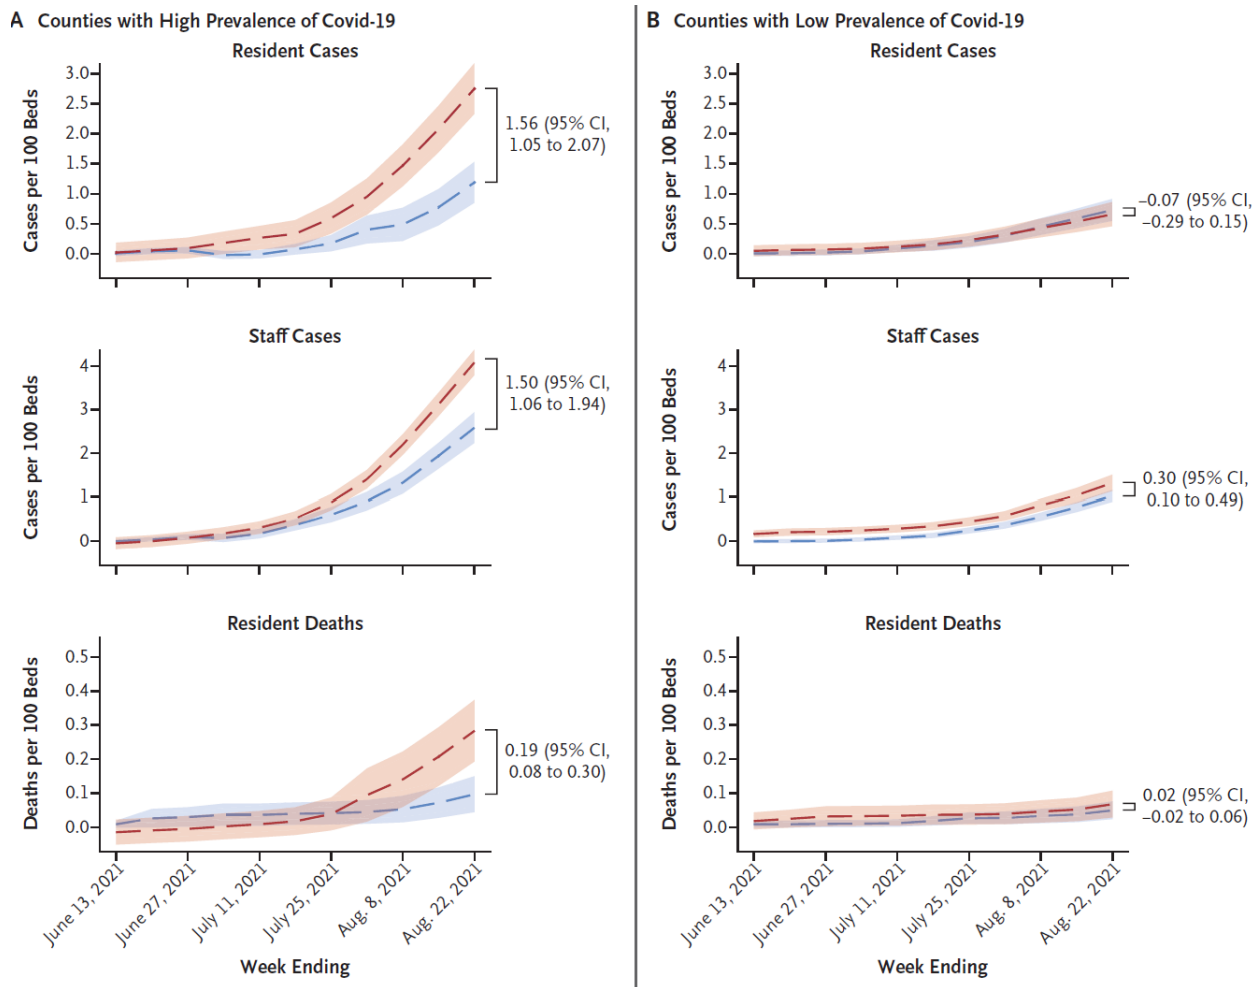 A Counties with High Prevalence of Covid-19
Resident Cases
Cases per 100 Beds
3.0
2.5
2.0
1.5
1.0
0.5
0.0
1.56 (95% CI,
1.05 to 2.07)
Staff Cases
Cases per 100 Beds
4
3
2
1
0
1.50 (95% CI,
1.06 to 1.94)
Resident Deaths
Deaths per 100 Beds
0.5
0.4
0.3
0.2
0.1
0.0
0.19 (95% CI,
0.08 to 0.30)
June 13, 2021
June 27, 2021
July 11, 2021
July 25, 2021
Aug. 8, 2021
Aug. 22, 2021
Week Ending
B Counties with Low Prevalence of Covid-19
Resident Cases
Cases per 100 Beds
3.0
2.5
2.0
1.5
1.0
0.5
0.0
–0.07 (95% CI,
–0.29 to 0.15)
Staff Cases
Cases per 100 Beds
4
3
2
1
0
0.30 (95% CI,
0.10 to 0.49)
Resident Deaths
Deaths per 100 Beds
0.5
0.4
0.3
0.2
0.1
0.0
0.02 (95% CI,
–0.02 to 0.06)
June 13, 2021
June 27, 2021
July 11, 2021
July 25, 2021
Aug. 8, 2021
Aug. 22, 2021
Week Ending